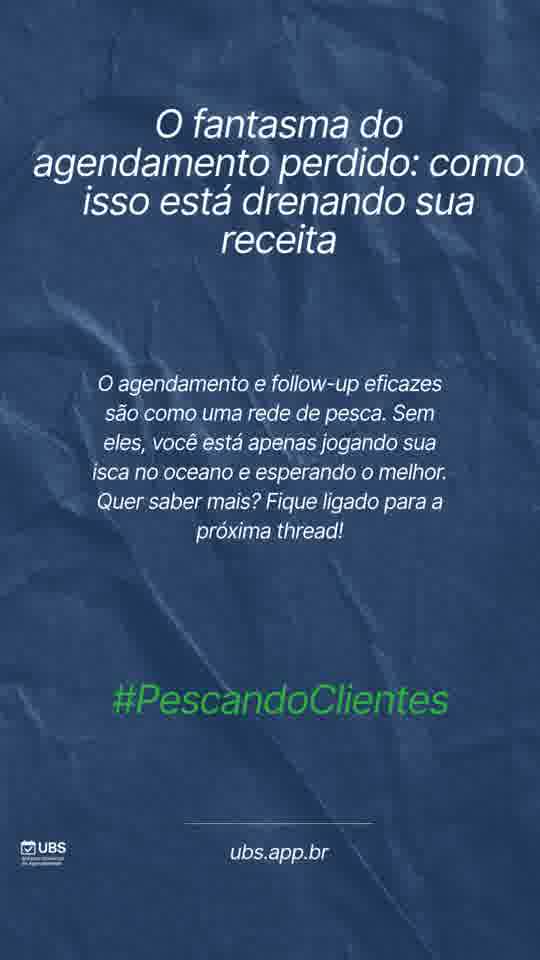 O fantasma do
agendamento perdido: como
isso está drenando sua
receita
O agendamento e follow-up eficazes
são como uma rede de pesca. Sem
eles, você está apenas jogando sua
isca no oceano e esperando o melhor.
Quer saber mais? Fique ligado para a
próxima thread!
#PescandoClientes
UBS
ubs.app.br